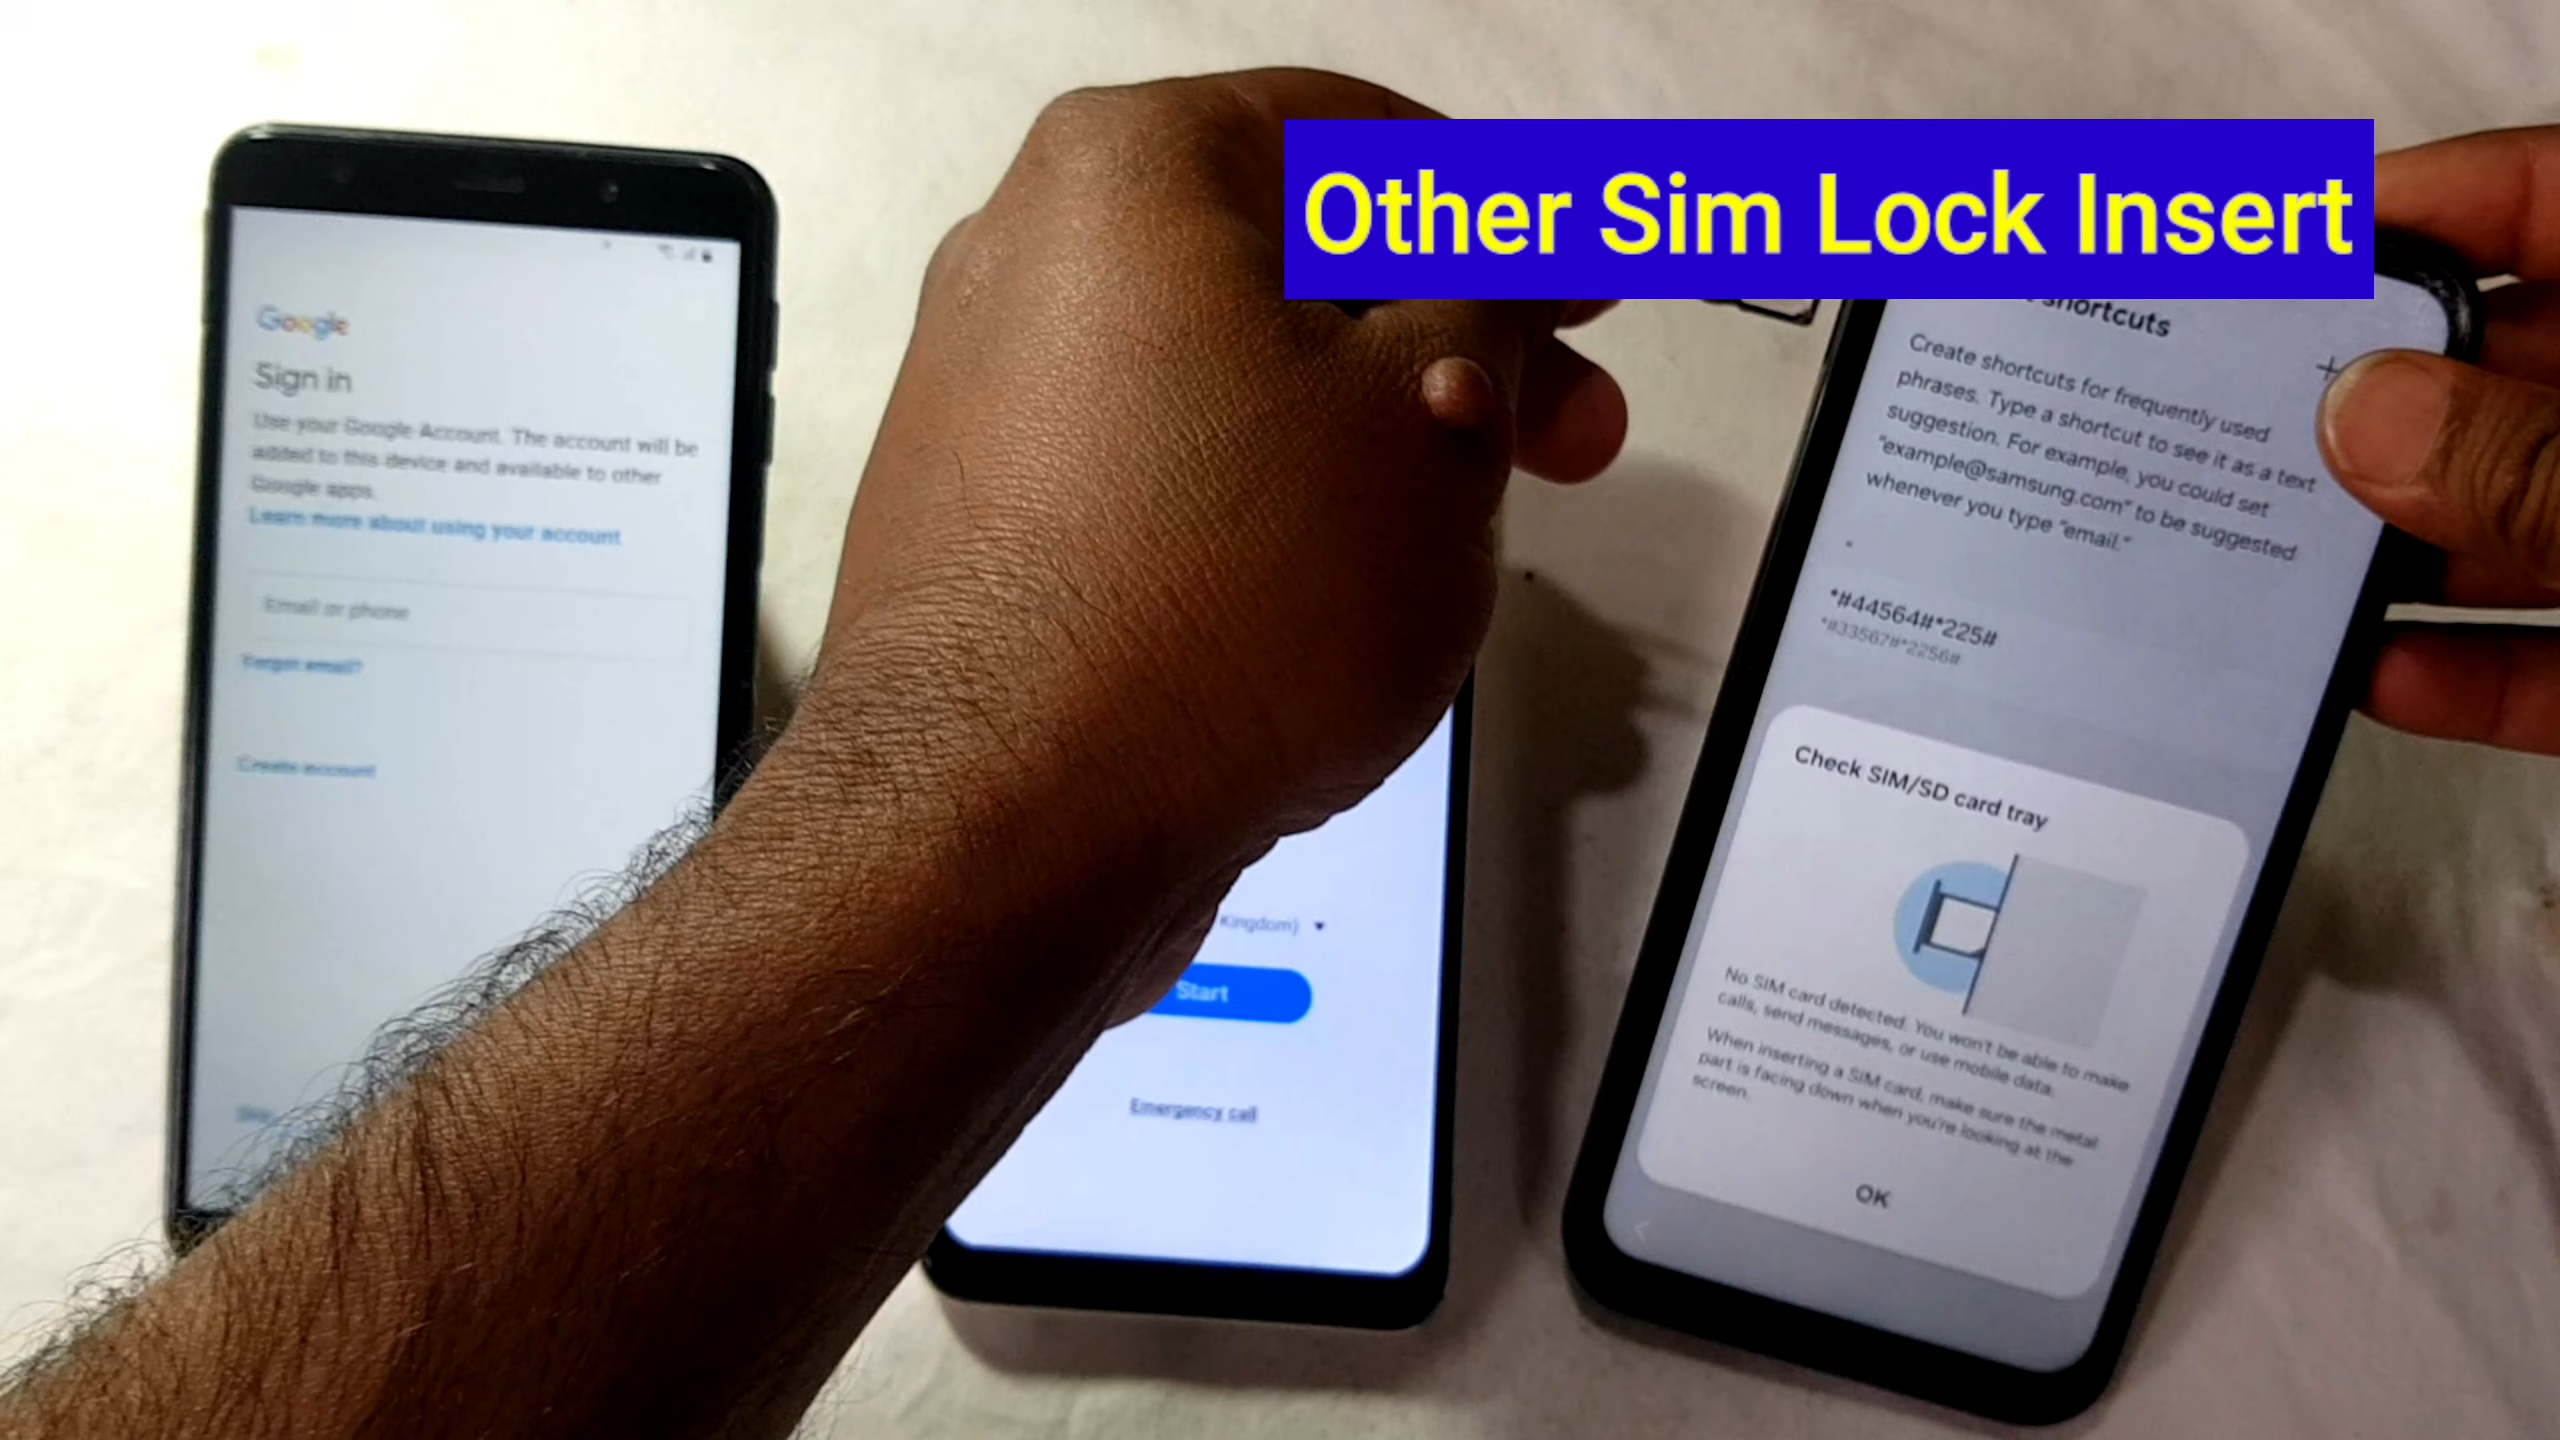 Other Sim Lock Insert
Google
Sign in
Use your Google Account. The account will be
added to this device and available to other
Google apps.
Learn more about using your account
Email or phone
Forgot email?
Create account
Kingdom)
Start
Emergency call
shortcuts
+
Create shortcuts for frequently used
phrases. Type a shortcut to see it as a text
suggestion. For example, you could set
"example@samsung.com" to be suggested
whenever you type "email."
*
*#44564#*225#
*#33567#*2256#
Check SIM/SD card tray
No SIM card detected. You won't be able to make
calls, send messages, or use mobile data.
When inserting a SIM card, make sure the metal
part is facing down when you're looking at the
screen.
OK